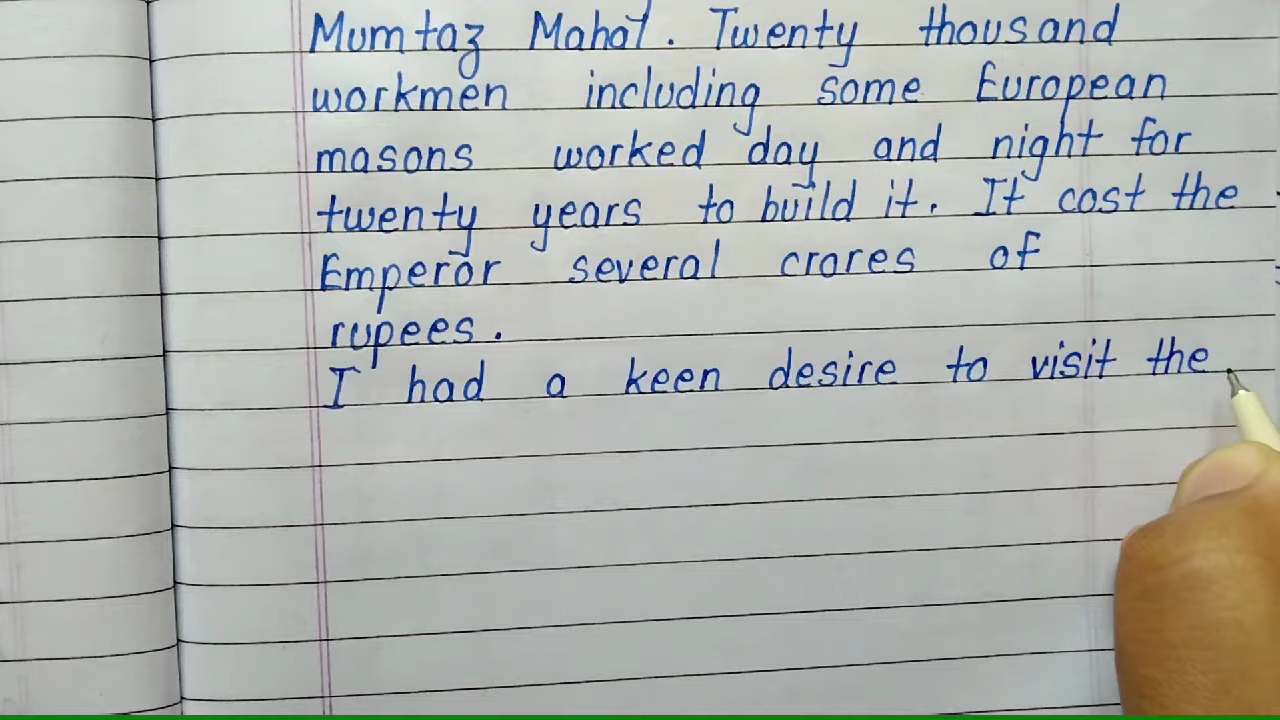 Mumtaz Mahal. Twenty thousand
workmen including some European
masons worked day and night for
twenty years to build it. It cost the
Emperor several crores of
rupees.
I had a keen desire to visit the